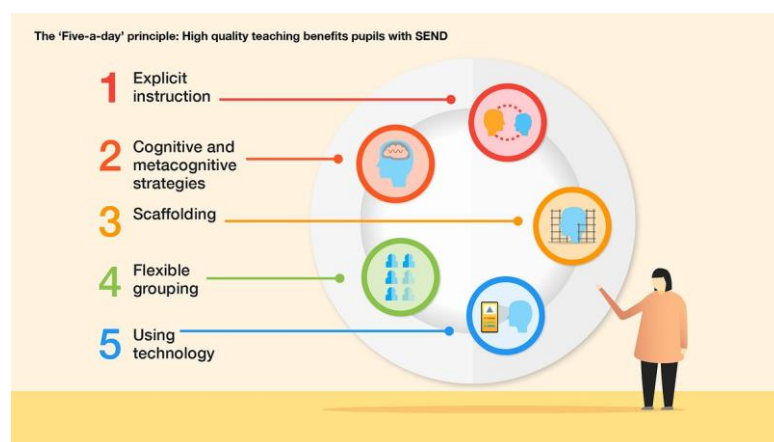 The 'Five-a-day' principle: High quality teaching benefits pupils with SEND
1 Explicit
instruction
2 Cognitive and
metacognitive
strategies
3 Scaffolding
4 Flexible
grouping
5 Using
technology